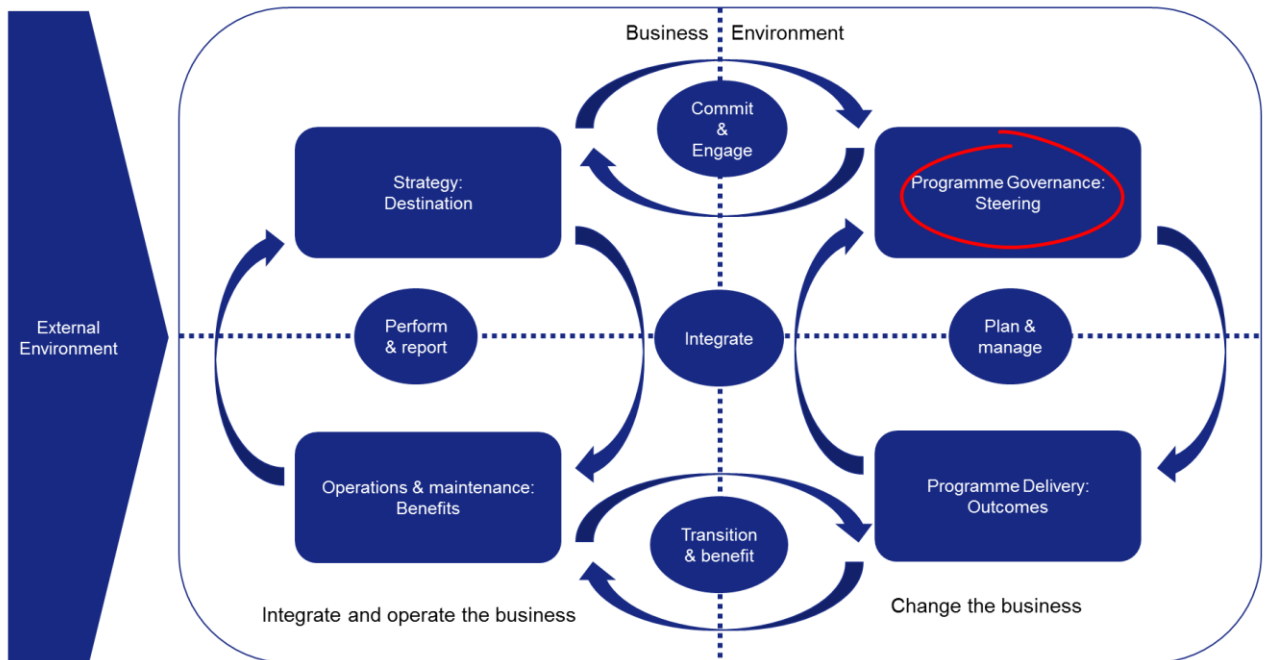 Business Environment
Commit
&
Engage
Strategy:
Destination
Programme Governance:
Steering
External
Environment
Perform
& report
Integrate
Plan &
manage
Operations & maintenance:
Benefits
Programme Delivery:
Outcomes
Transition
& benefit
Integrate and operate the business
Change the business